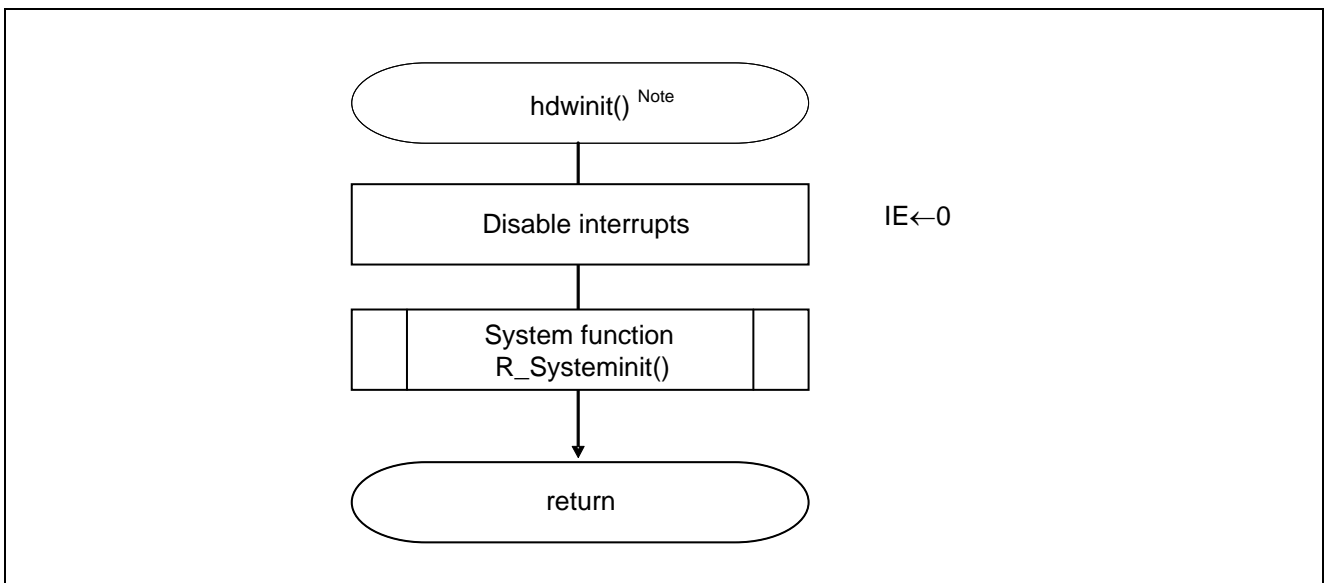 hdwinit() Note
Disable interrupts
IE←0
System function
R_Systeminit()
return